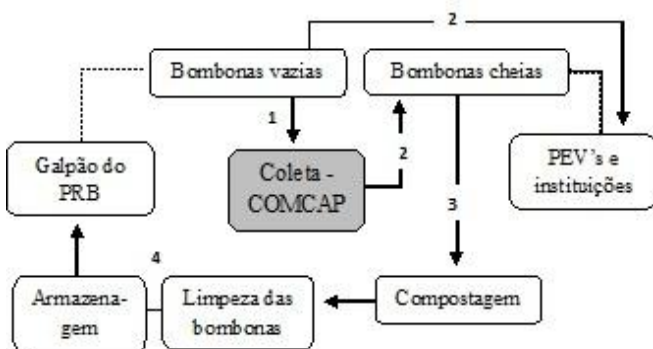 2
Bombonas vazias
Bombonas cheias
1
2
Galpão do
PRB
Coleta -
COMCAP
PEV's e
instituições
3
4
Armazena-
gem
Limpeza das
bombonas
Compostagem